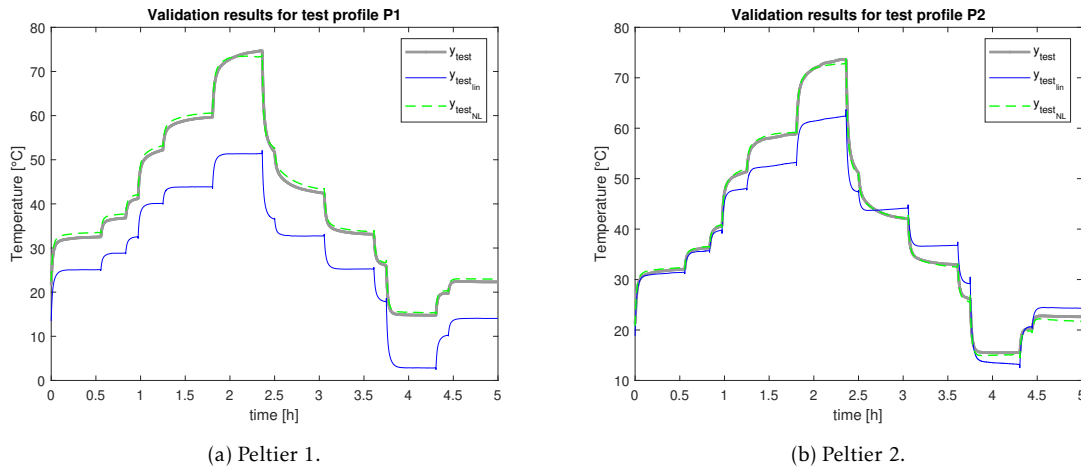 Validation results for test profile P1
80
70
60
50
40
30
20
10
0
Temperature [°C]
0 0.5 1 1.5 2 2.5 3 3.5 4 4.5 5
time [h]
y_test
y_test_lin
y_test_NL
(a) Peltier 1.
Validation results for test profile P2
80
70
60
50
40
30
20
10
Temperature [°C]
0 0.5 1 1.5 2 2.5 3 3.5 4 4.5 5
time [h]
y_test
y_test_lin
y_test_NL
(b) Peltier 2.